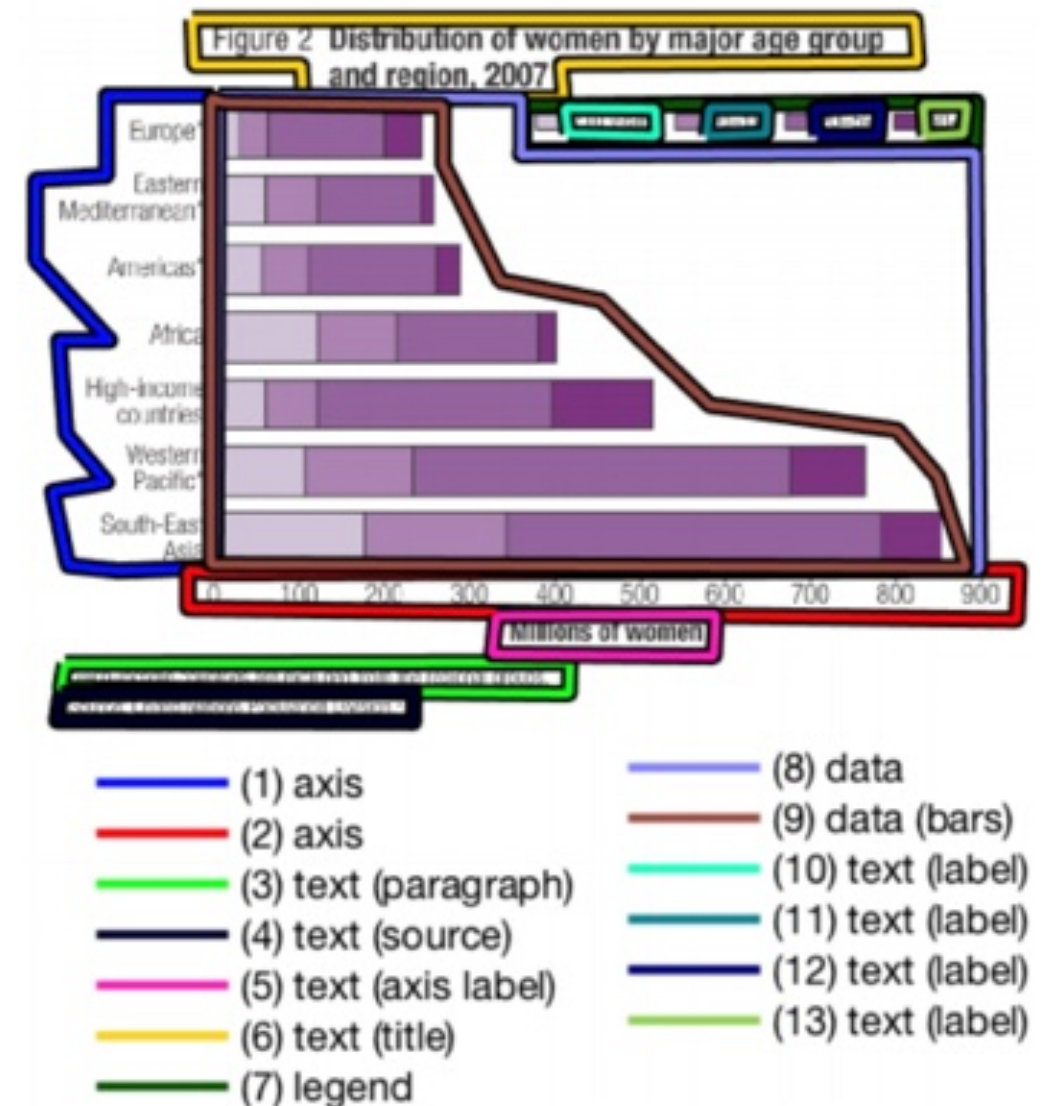 Figure 2 Distribution of women by major age group
and region, 2007
Europe*
Eastern
Mediterranean*
Americas*
Africa
High-income
countries
Western
Pacific*
South-East
Asia
0 100 200 300 400 500 600 700 800 900
Millions of women
(1) axis
(2) axis
(3) text (paragraph)
(4) text (source)
(5) text (axis label)
(6) text (title)
(7) legend
(8) data
(9) data (bars)
(10) text (label)
(11) text (label)
(12) text (label)
(13) text (label)